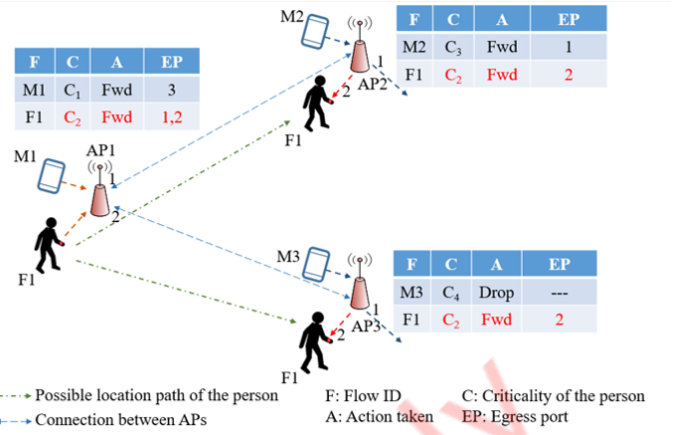 M2
F C A EP
M2 C₃ Fwd 1
F1 C₂ Fwd 2
1
2
AP2
F1
F C A EP
M1 C₁ Fwd 3
F1 C₂ Fwd 1,2
M1
AP1
1
2
F1
M3
F C A EP
M3 C₄ Drop ---
F1 C₂ Fwd 2
1
2
AP3
F1
Possible location path of the person
Connection between APs
F: Flow ID
C: Criticality of the person
A: Action taken
EP: Egress port